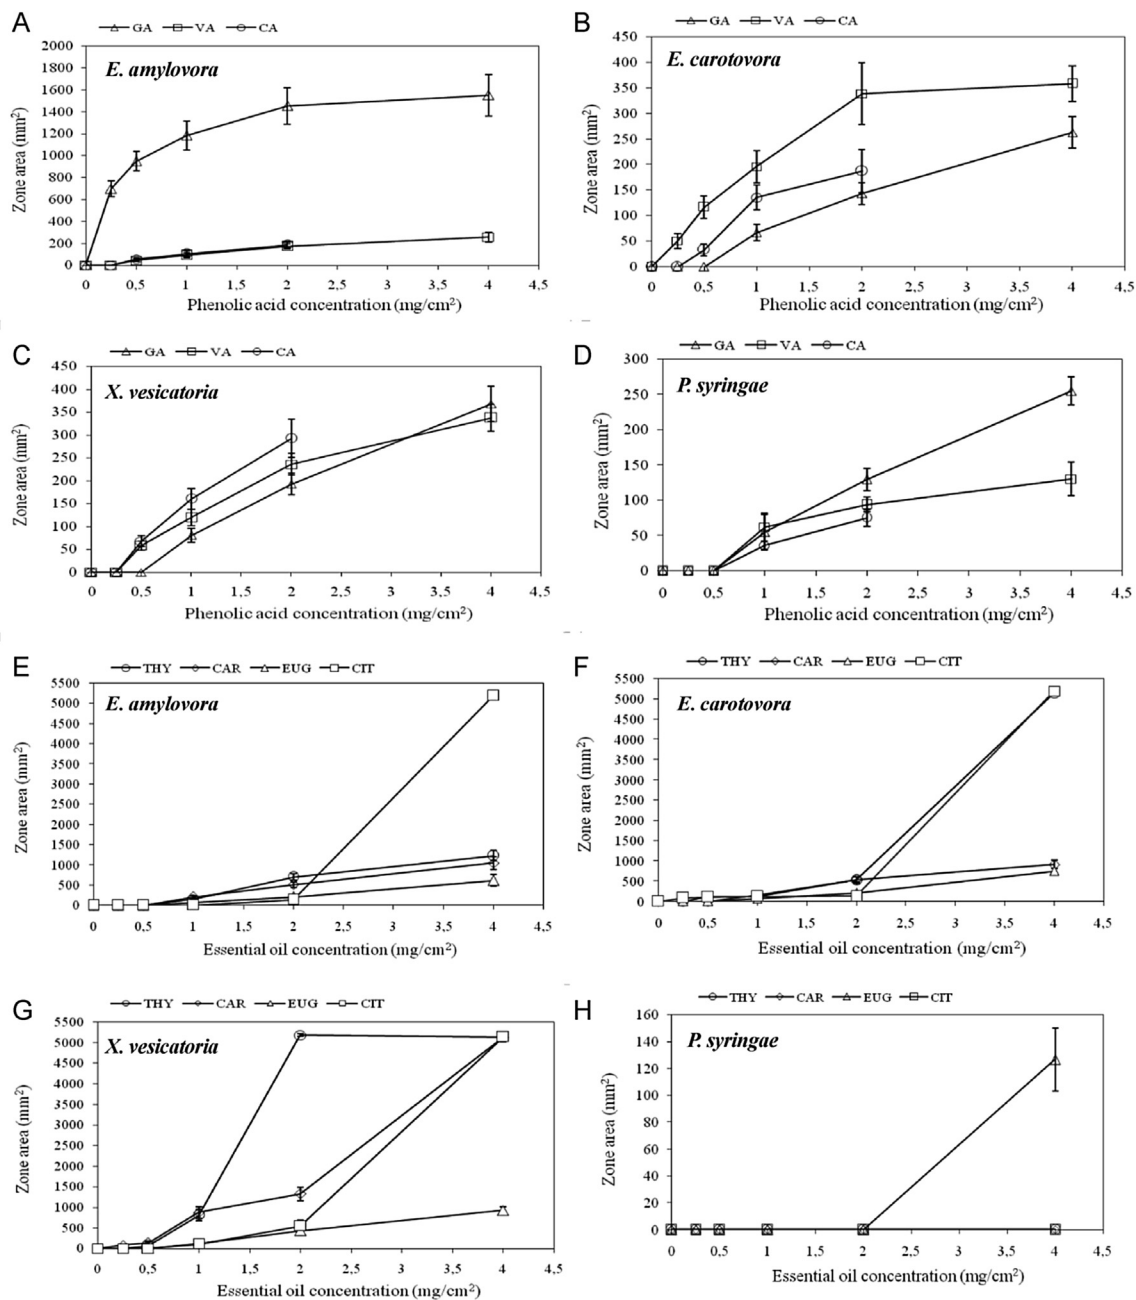 A
GA VA CA
E. amylovora
2000
1800
1600
1400
1200
1000
800
600
400
200
0
Zone area (mm²)
0 0,5 1 1,5 2 2,5 3 3,5 4 4,5
Phenolic acid concentration (mg/cm²)
B
GA VA CA
E. carotovora
450
400
350
300
250
200
150
100
50
0
Zone area (mm²)
0 0,5 1 1,5 2 2,5 3 3,5 4 4,5
Phenolic acid concentration (mg/cm²)
C
GA VA CA
X. vesicatoria
450
400
350
300
250
200
150
100
50
0
Zone area (mm²)
0 0,5 1 1,5 2 2,5 3 3,5 4 4,5
Phenolic acid concentration (mg/cm²)
D
GA VA CA
P. syringae
300
250
200
150
100
50
0
Zone area (mm²)
0 0,5 1 1,5 2 2,5 3 3,5 4 4,5
Phenolic acid concentration (mg/cm²)
E
THY CAR EUG CIT
E. amylovora
5500
5000
4500
4000
3500
3000
2500
2000
1500
1000
500
0
Zone area (mm²)
0 0,5 1 1,5 2 2,5 3 3,5 4 4,5
Essential oil concentration (mg/cm²)
F
THY CAR EUG CIT
E. carotovora
5500
5000
4500
4000
3500
3000
2500
2000
1500
1000
500
0
Zone area (mm²)
0 0,5 1 1,5 2 2,5 3 3,5 4 4,5
Essential oil concentration (mg/cm²)
G
THY CAR EUG CIT
X. vesicatoria
5500
5000
4500
4000
3500
3000
2500
2000
1500
1000
500
0
Zone area (mm²)
0 0,5 1 1,5 2 2,5 3 3,5 4 4,5
Essential oil concentration (mg/cm²)
H
THY CAR EUG CIT
P. syringae
160
140
120
100
80
60
40
20
0
Zone area (mm²)
0 0,5 1 1,5 2 2,5 3 3,5 4 4,5
Essential oil concentration (mg/cm²)